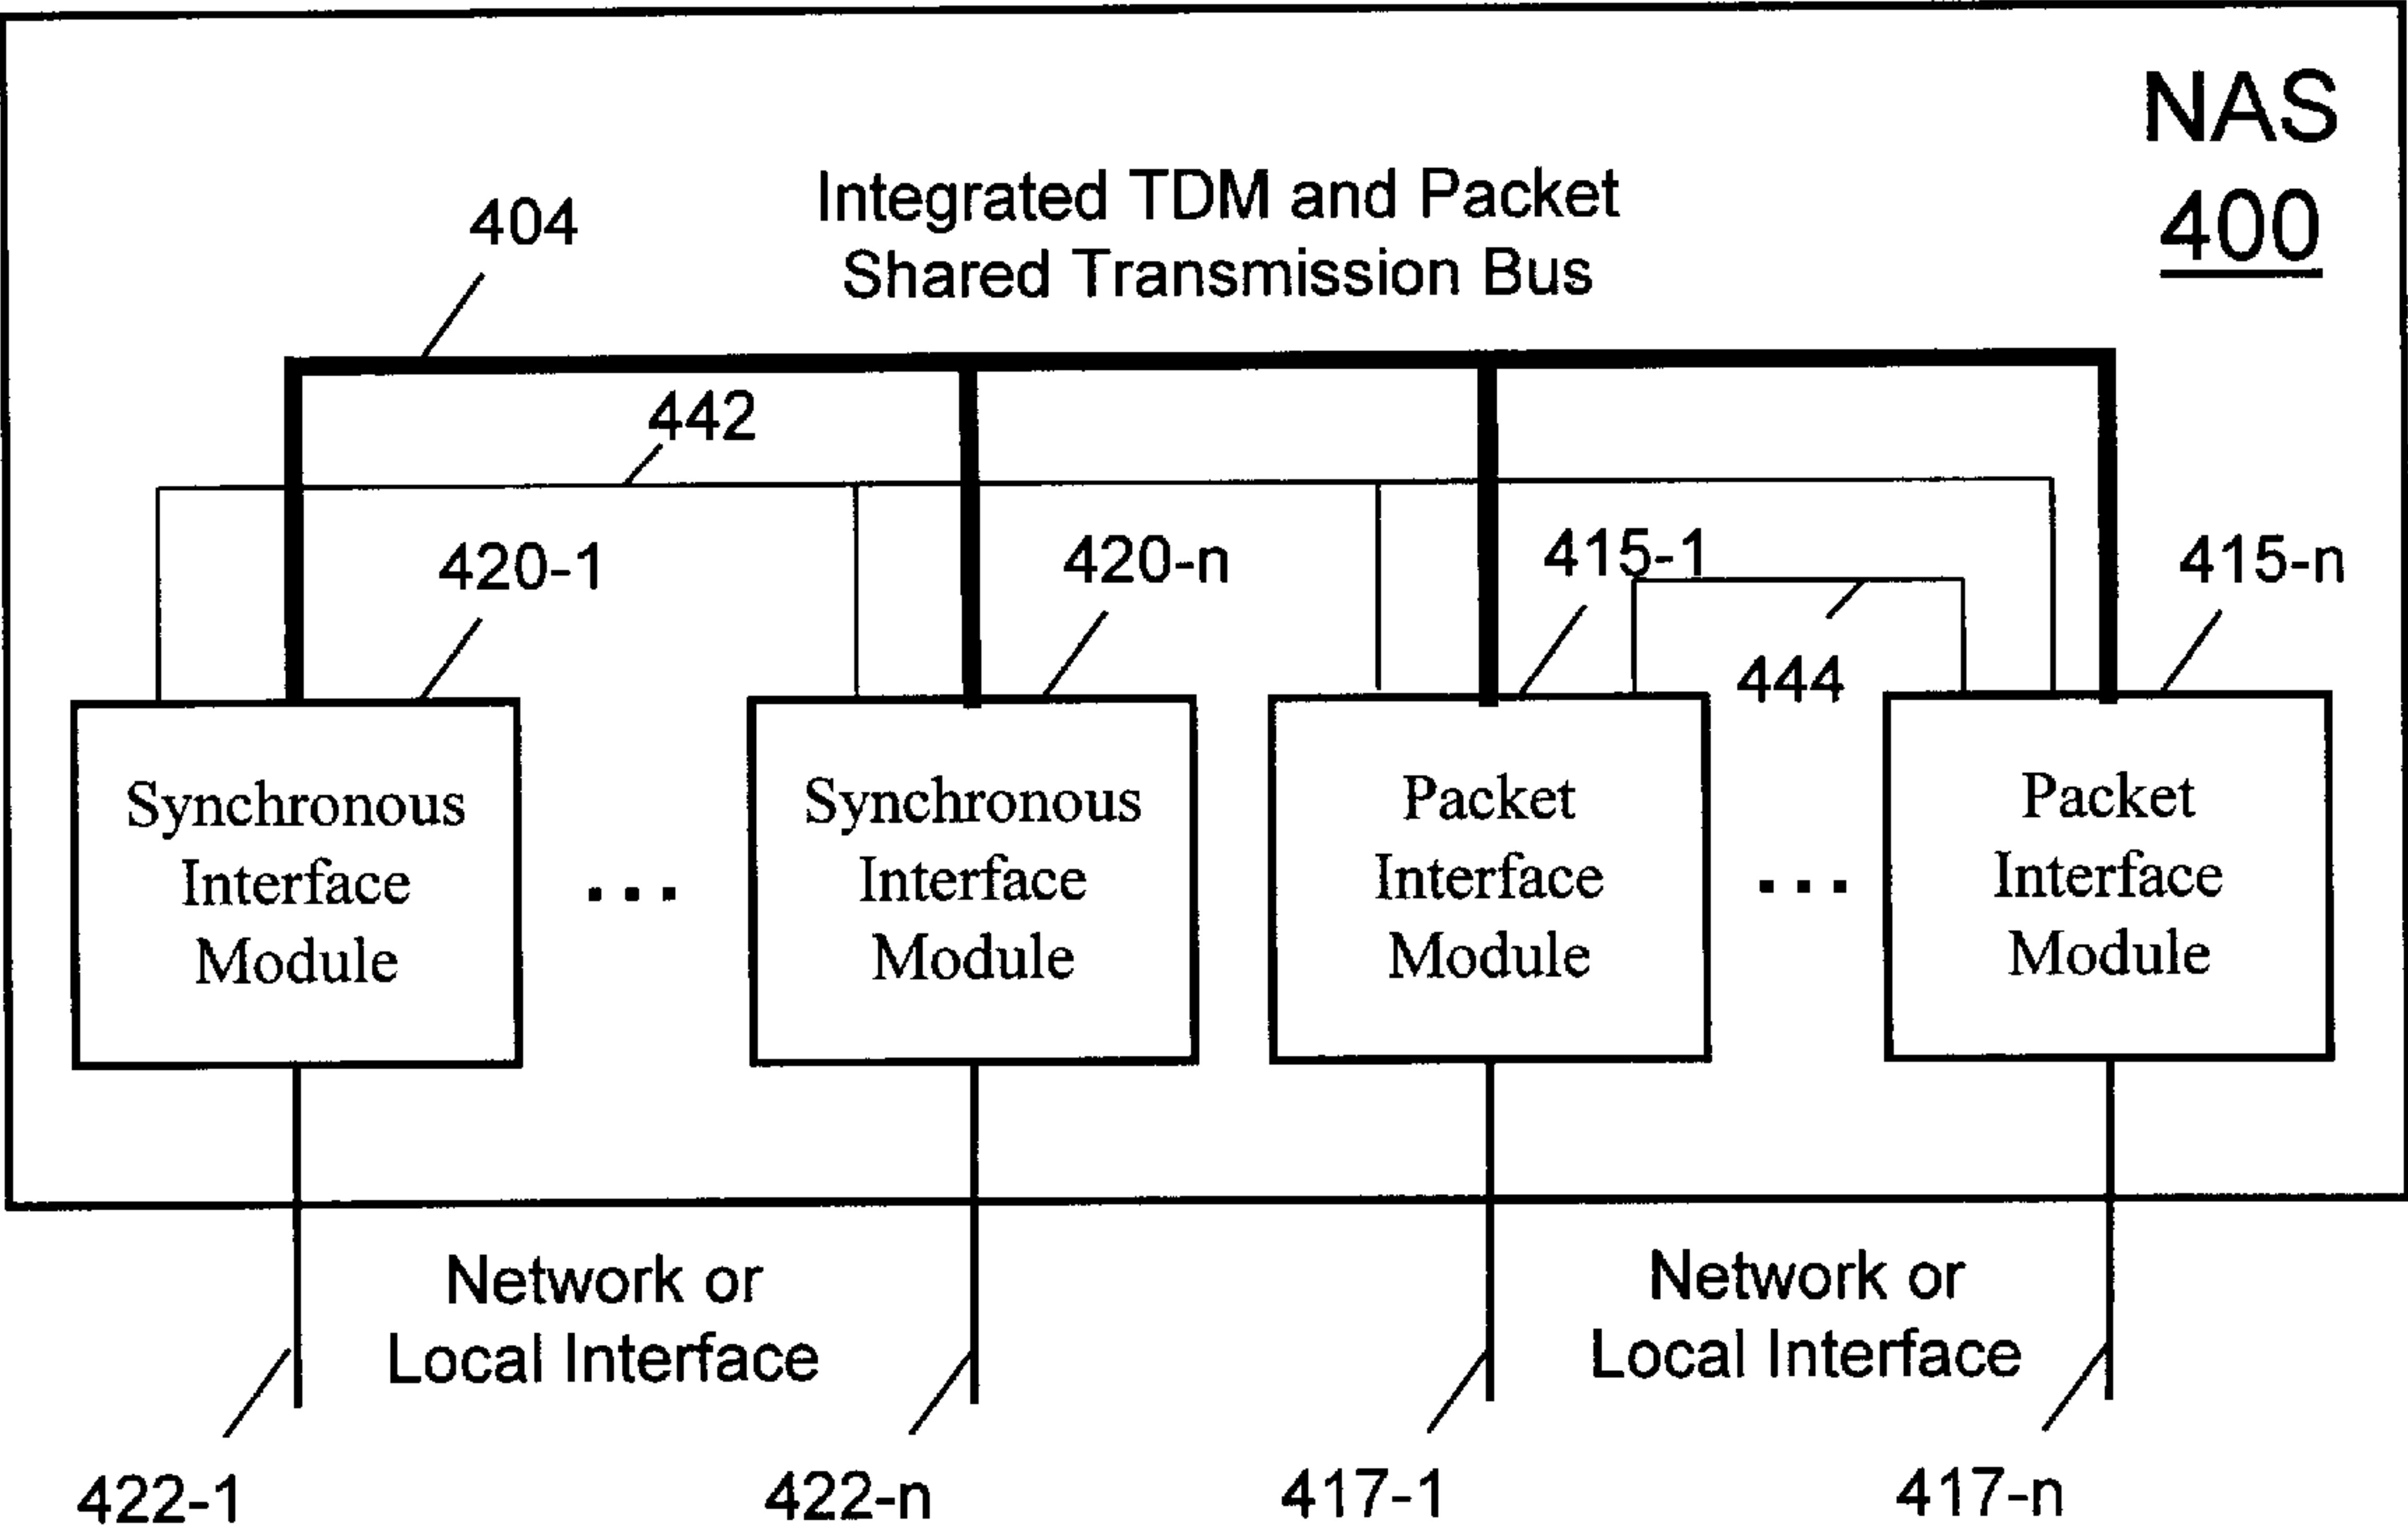 NAS
400
Integrated TDM and Packet
Shared Transmission Bus
404
442
420-1
420-n
415-1
415-n
444
Synchronous
Interface
Module
...
Synchronous
Interface
Module
Packet
Interface
Module
...
Packet
Interface
Module
Network or
Local Interface
Network or
Local Interface
422-1
422-n
417-1
417-n